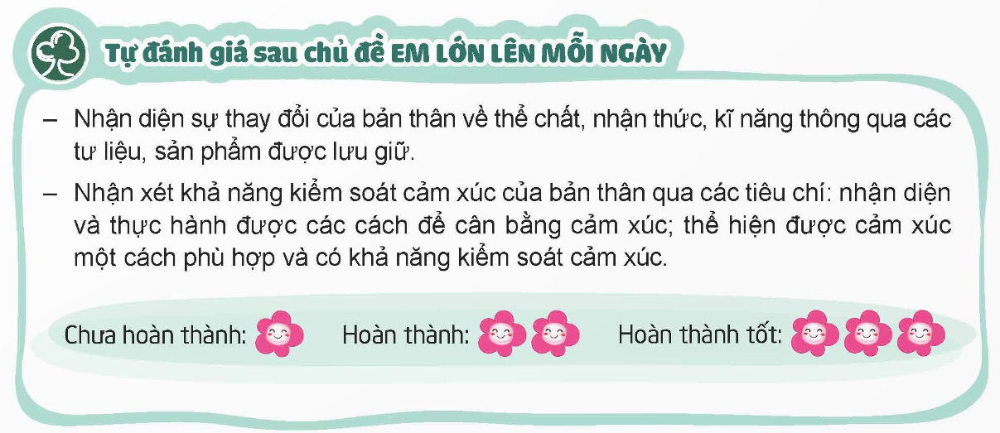 Tự đánh giá sau chủ đề EM LỚN LÊN MỖI NGÀY
– Nhận diện sự thay đổi của bản thân về thể chất, nhận thức, kĩ năng thông qua các
tư liệu, sản phẩm được lưu giữ.
– Nhận xét khả năng kiểm soát cảm xúc của bản thân qua các tiêu chí: nhận diện
và thực hành được các cách để cân bằng cảm xúc; thể hiện được cảm xúc
một cách phù hợp và có khả năng kiểm soát cảm xúc.
Chưa hoàn thành: Hoàn thành: Hoàn thành tốt: